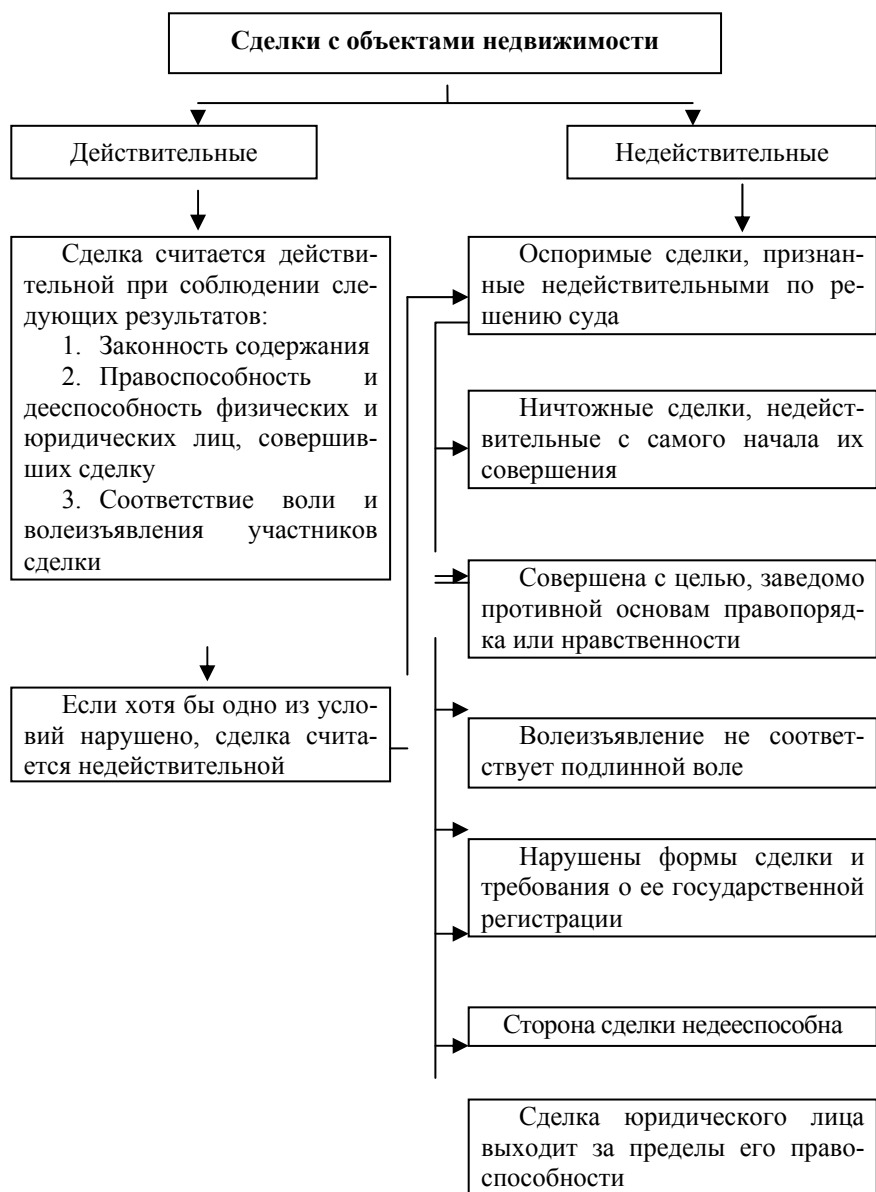 Сделки с объектами недвижимости
Действительные
Недействительные
Сделка считается действи-
тельной при соблюдении сле-
дующих результатов:
1. Законность содержания
2. Правоспособность и
дееспособность физических и
юридических лиц, совершив-
ших сделку
3. Соответствие воли и
волеизъявления участников
сделки
Если хотя бы одно из усло-
вий нарушено, сделка счита-
ется недействительной
Оспоримые сделки, признан-
ные недействительными по ре-
шению суда
Ничтожные сделки, недейст-
вительные с самого начала их
совершения
Совершена с целью, заведомо
противной основам правопоряд-
ка или нравственности
Волеизъявление не соответ-
ствует подлинной воле
Нарушены формы сделки и
требования о ее государственной
регистрации
Сторона сделки недееспособна
Сделка юридического лица
выходит за пределы его право-
способности